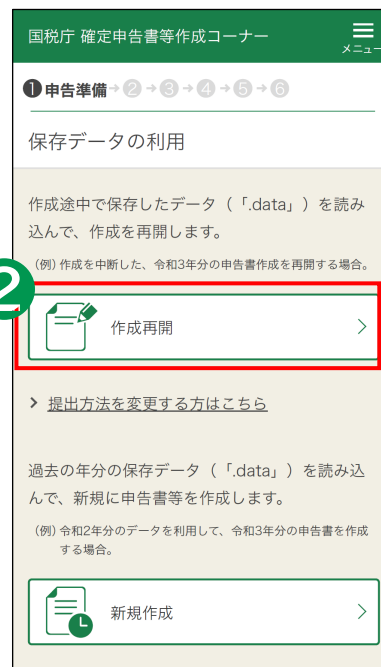 国税庁 確定申告書等作成コーナー
メニュー
1 申告準備→2→3→4→5→6
保存データの利用
作成途中で保存したデータ（「.data」）を読み
込んで、作成を再開します。
(例) 作成を中断した、令和3年分の申告書作成を再開する場合。
2
作成再開
提出方法を変更する方はこちら
過去の年分の保存データ（「.data」）を読み込
んで、新規に申告書等を作成します。
(例) 令和2年分のデータを利用して、令和3年分の申告書を作成
する場合。
新規作成